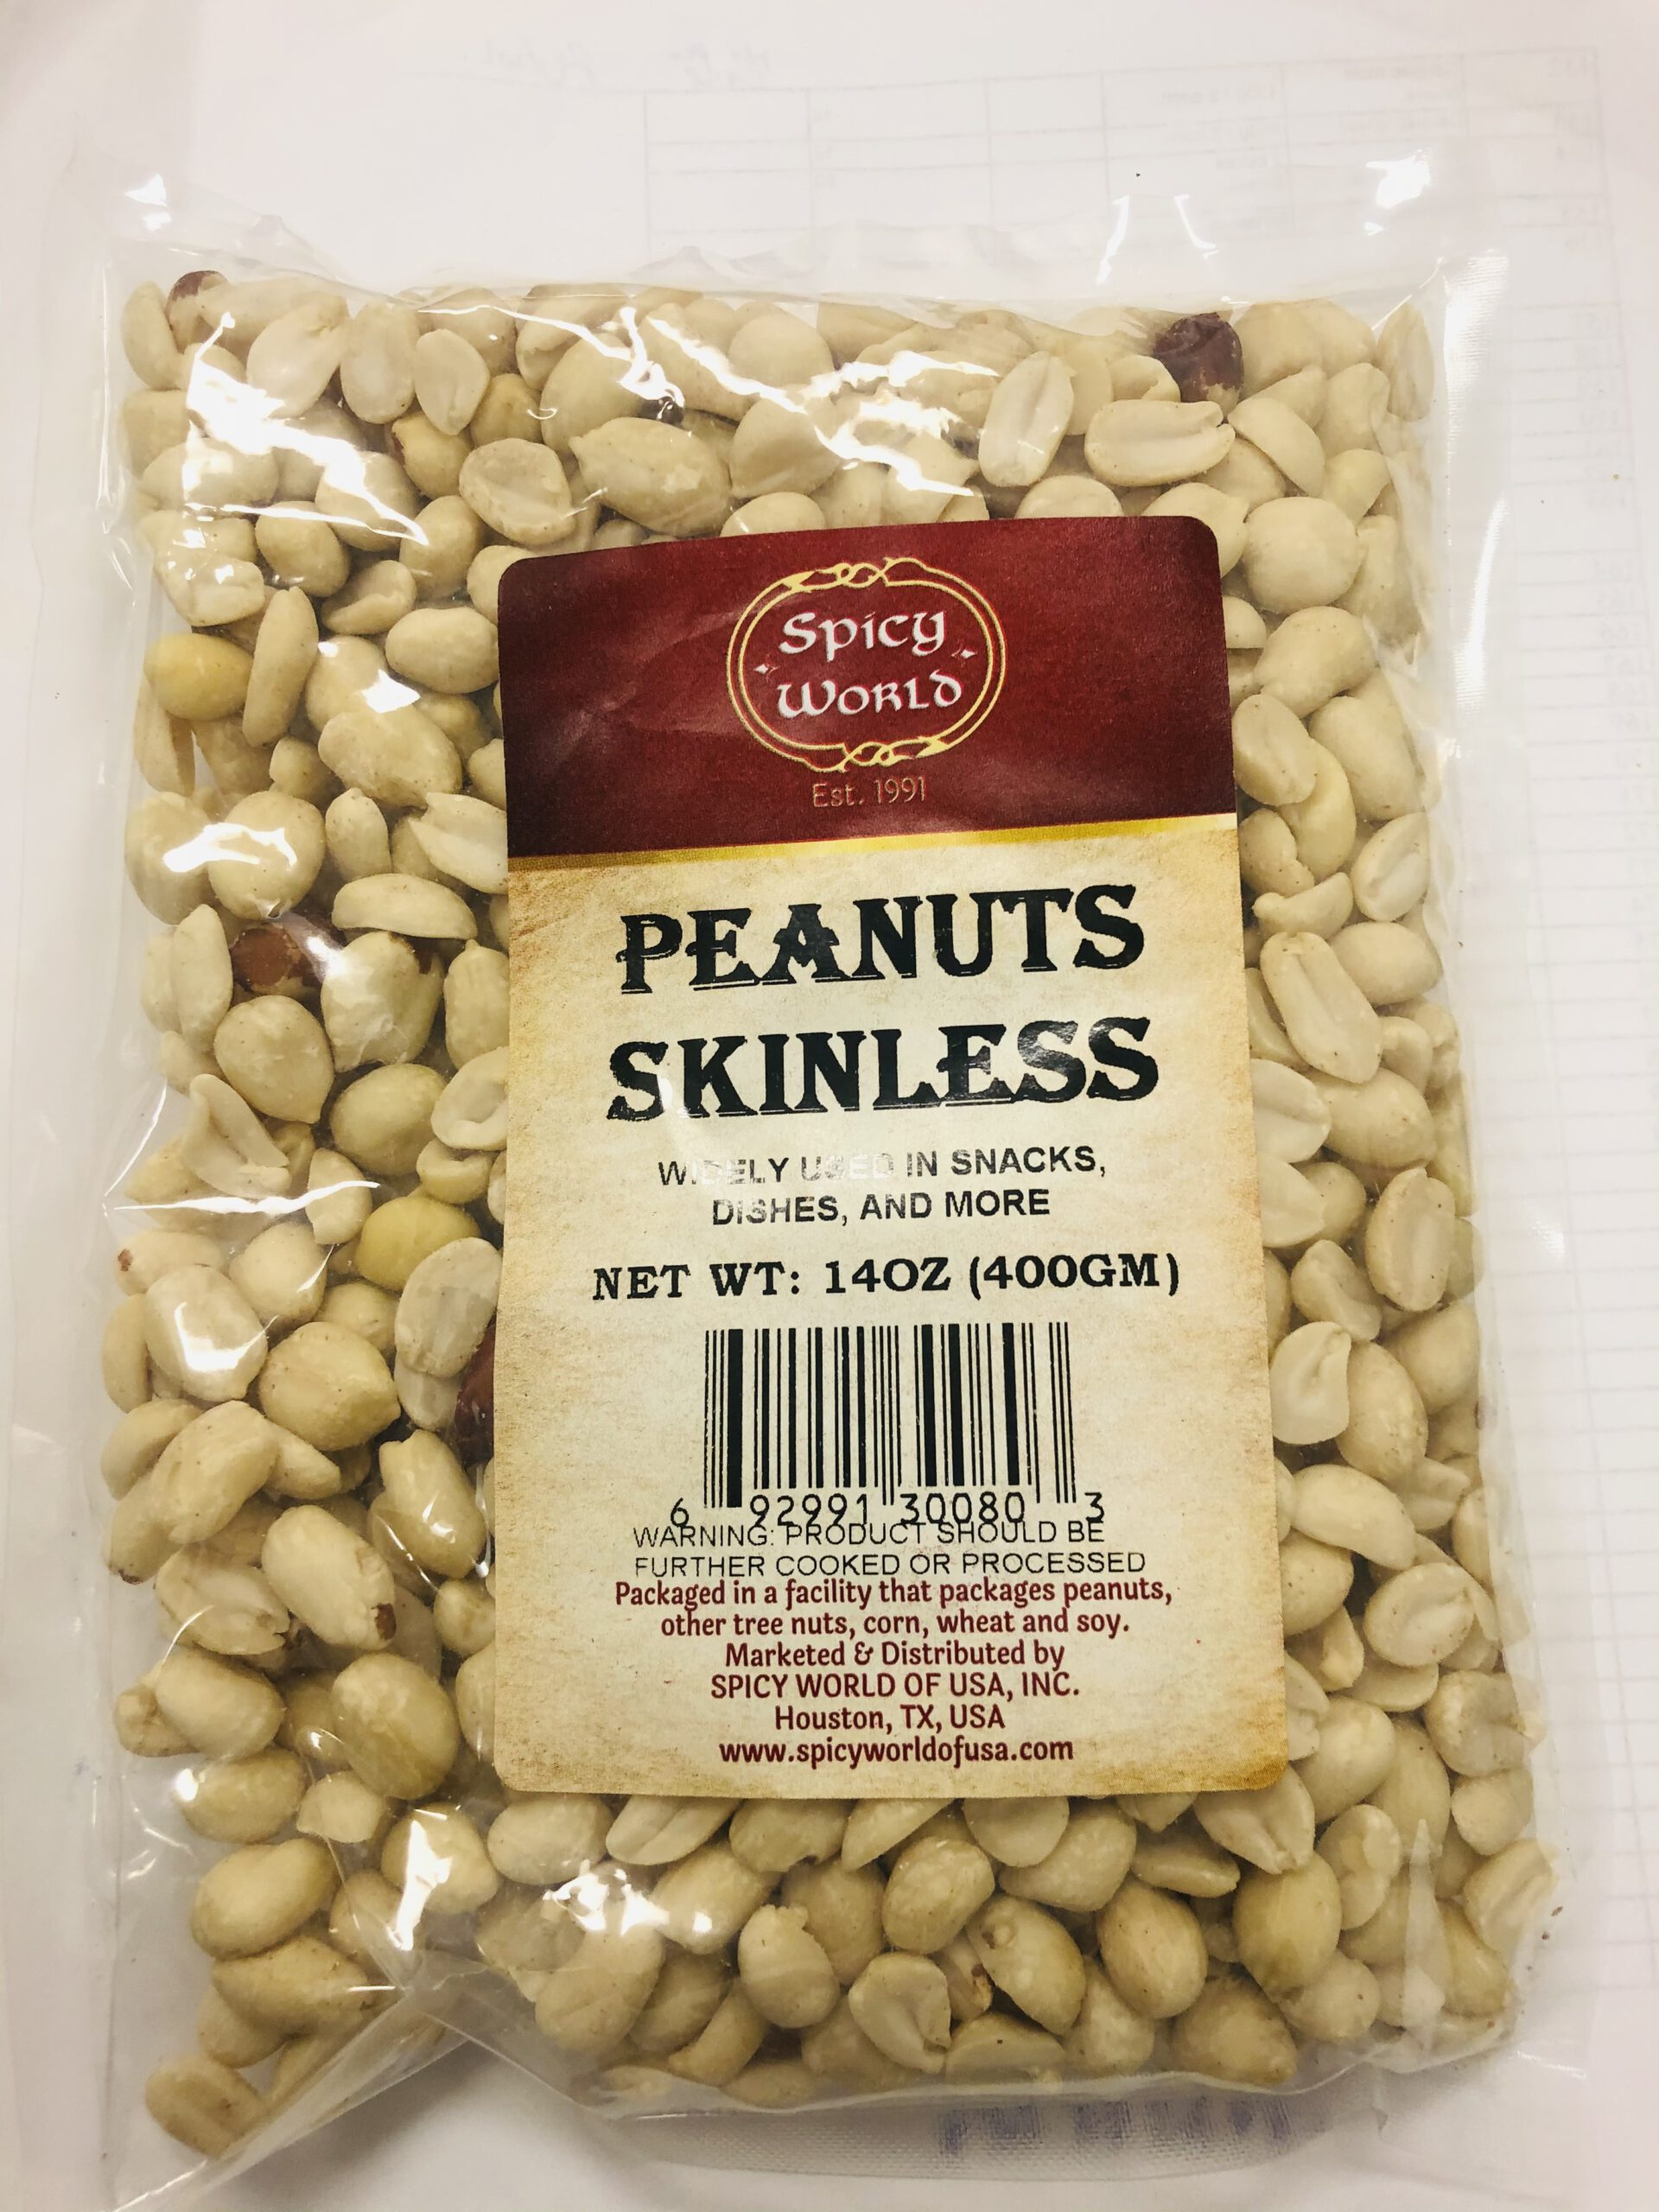 Spicy
World
Est. 1991
PEANUTS
SKINLESS
WIDELY USED IN SNACKS,
DISHES, AND MORE
NET WT: 14OZ (400GM)
6 92991 30080 3
WARNING: PRODUCT SHOULD BE
FURTHER COOKED OR PROCESSED
Packaged in a facility that packages peanuts,
other tree nuts, corn, wheat and soy.
Marketed & Distributed by
SPICY WORLD OF USA, INC.
Houston, TX, USA
www.spicyworldofusa.com